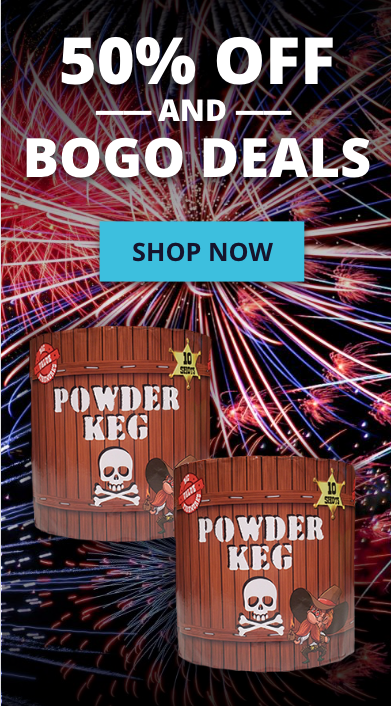 50% OFF
AND
BOGO DEALS
SHOP NOW
10
SHOTS
POWDER
KEG
10
SHOTS
POWDER
KEG